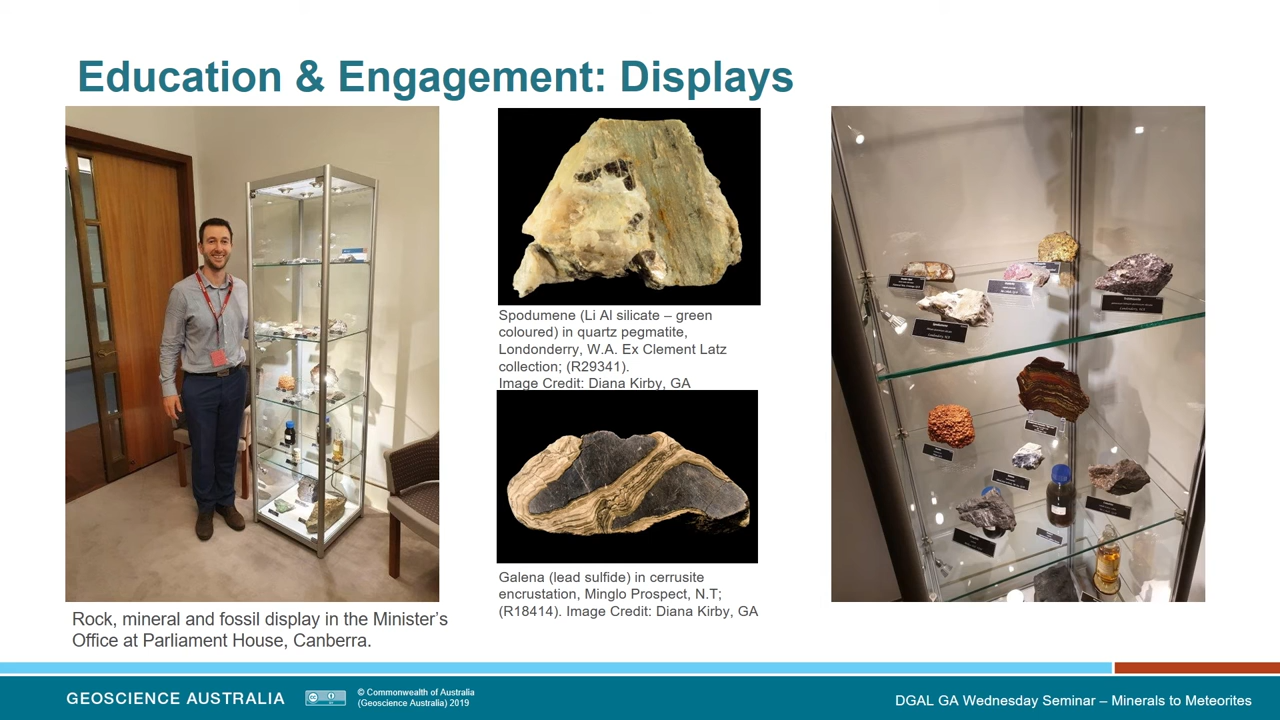 Education & Engagement: Displays
Spodumene (Li Al silicate – green
coloured) in quartz pegmatite,
Londonderry, W.A. Ex Clement Latz
collection; (R29341).
Image Credit: Diana Kirby, GA
Galena (lead sulfide) in cerrusite
encrustation, Minglo Prospect, N.T;
(R18414). Image Credit: Diana Kirby, GA
Rock, mineral and fossil display in the Minister’s
Office at Parliament House, Canberra.
GEOSCIENCE AUSTRALIA
© Commonwealth of Australia
(Geoscience Australia) 2019
DGAL GA Wednesday Seminar – Minerals to Meteorites